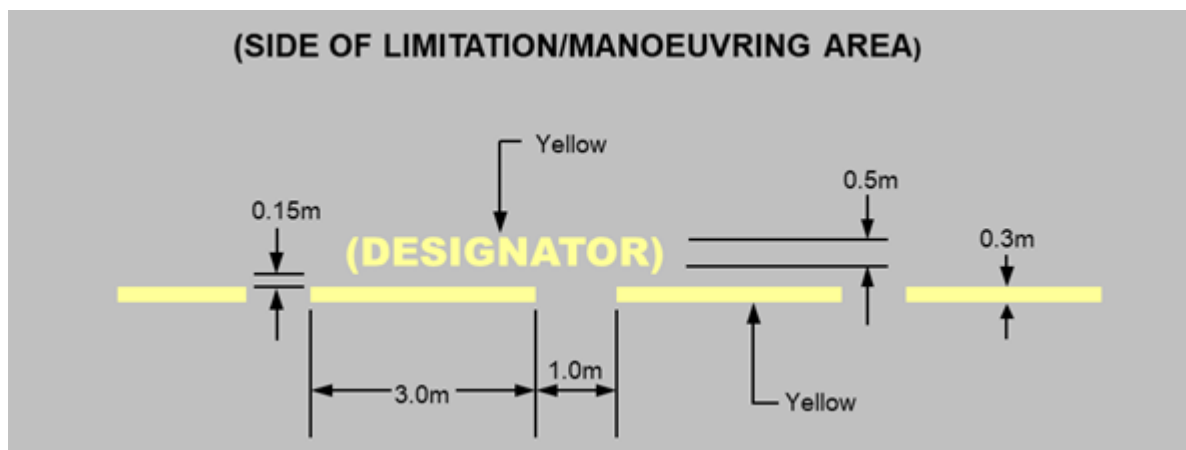 (SIDE OF LIMITATION/MANOEUVRING AREA)
Yellow
0.5m
0.15m
0.3m
(DESIGNATOR)
1.0m
3.0m
Yellow